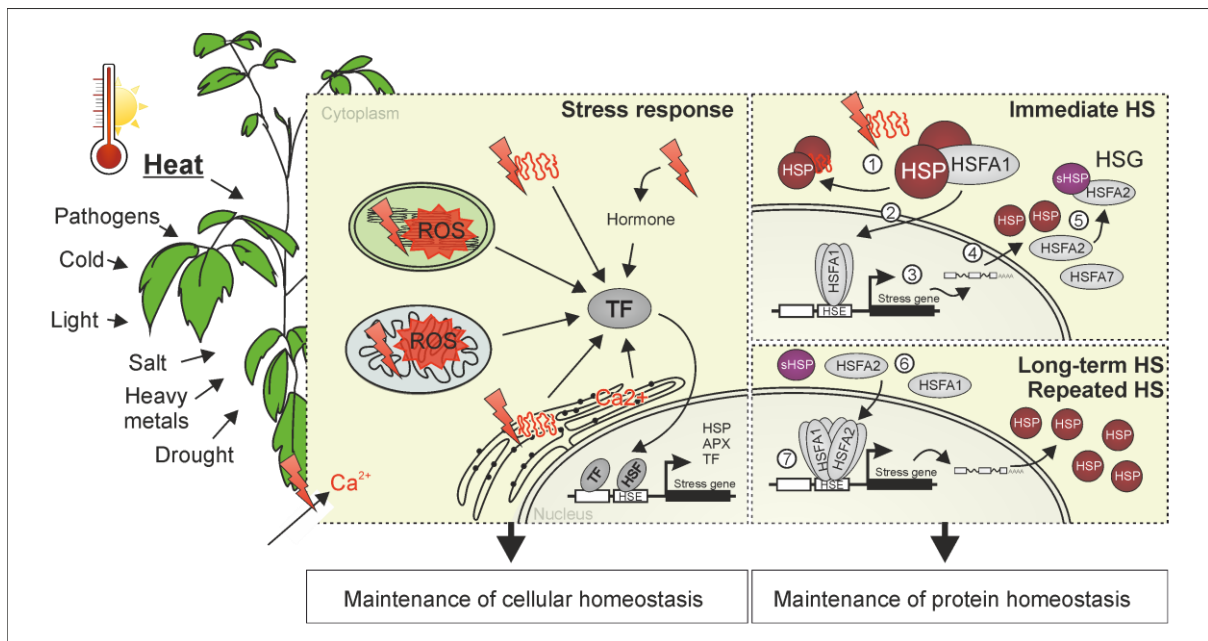 Heat
Pathogens
Cold
Light
Salt
Heavy
metals
Drought
Ca²⁺
Cytoplasm
Stress response
Hormone
ROS
TF
ROS
Ca2+
HSP
APX
TF
TF
HSF
HSE
Stress gene
Nucleus
Immediate HS
1
HSP
HSP
HSFA1
HSG
sHSP
HSFA2
2
HSP
HSP
5
HSFA2
4
HSFA7
HSFA1
3
AAAA
Stress gene
HSE
Long-term HS
Repeated HS
sHSP
HSFA2
6
HSFA1
HSP
HSP
HSP
HSP
HSP
HSFA1
HSFA2
7
Stress gene
AAAA
HSE
Maintenance of cellular homeostasis
Maintenance of protein homeostasis